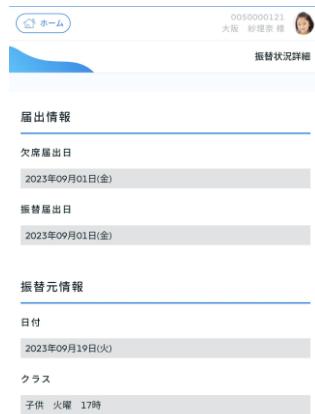 ホーム
0050000121
大阪 紗理奈 様
振替状況詳細
届出情報
欠席届出日
2023年09月01日(金)
振替届出日
2023年09月01日(金)
振替元情報
日付
2023年09月19日(火)
クラス
子供 火曜 17時